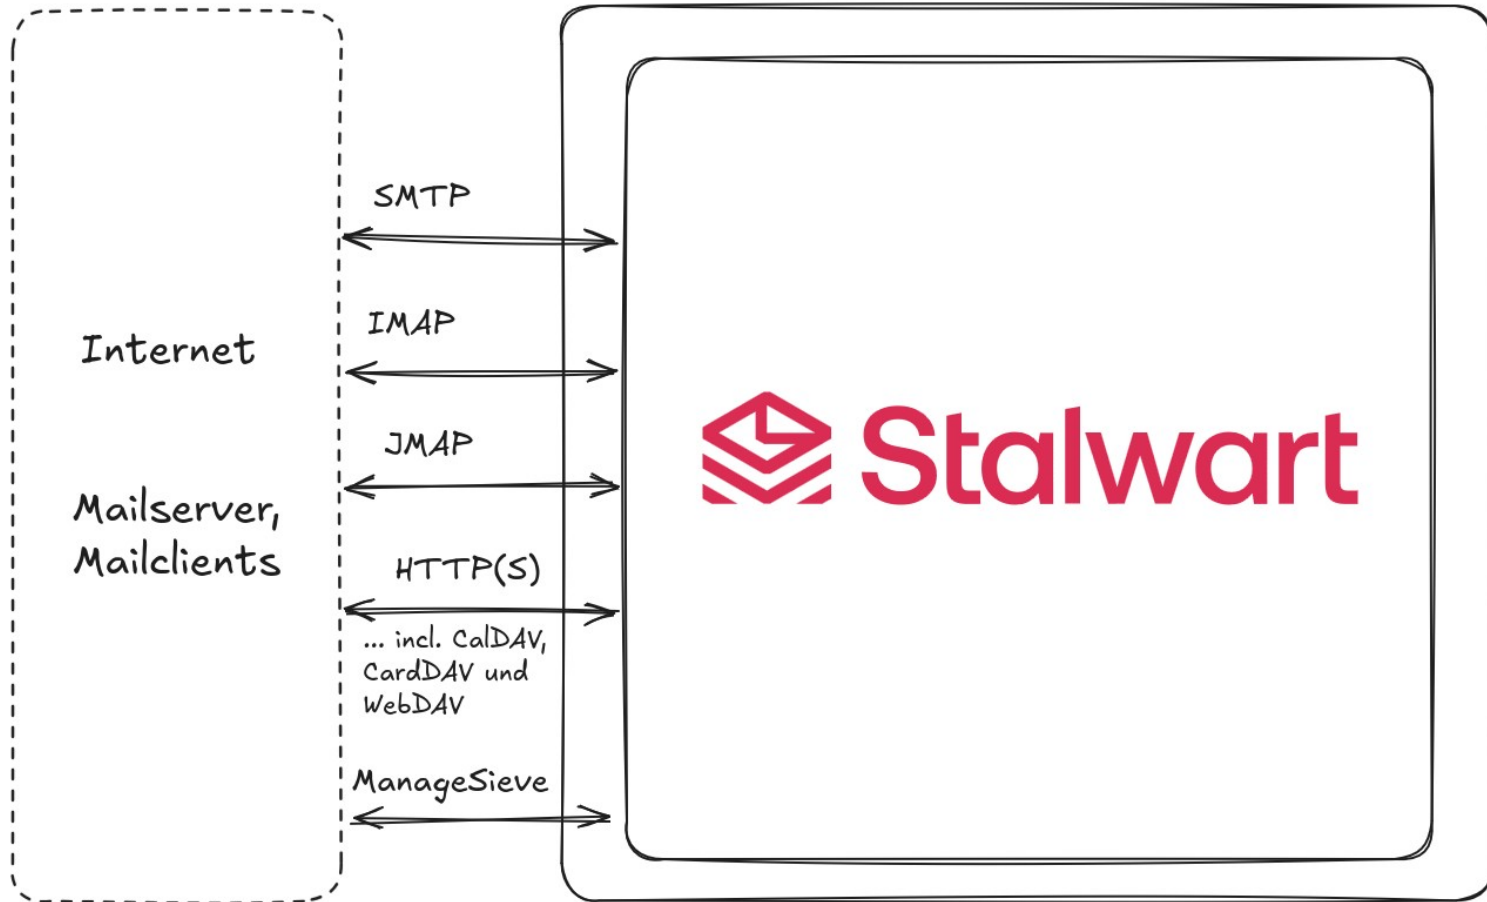 Internet
Mailserver,
Mailclients
SMTP
IMAP
JMAP
HTTP(S)
... incl. CalDAV,
CardDAV und
WebDAV
ManageSieve
Stalwart